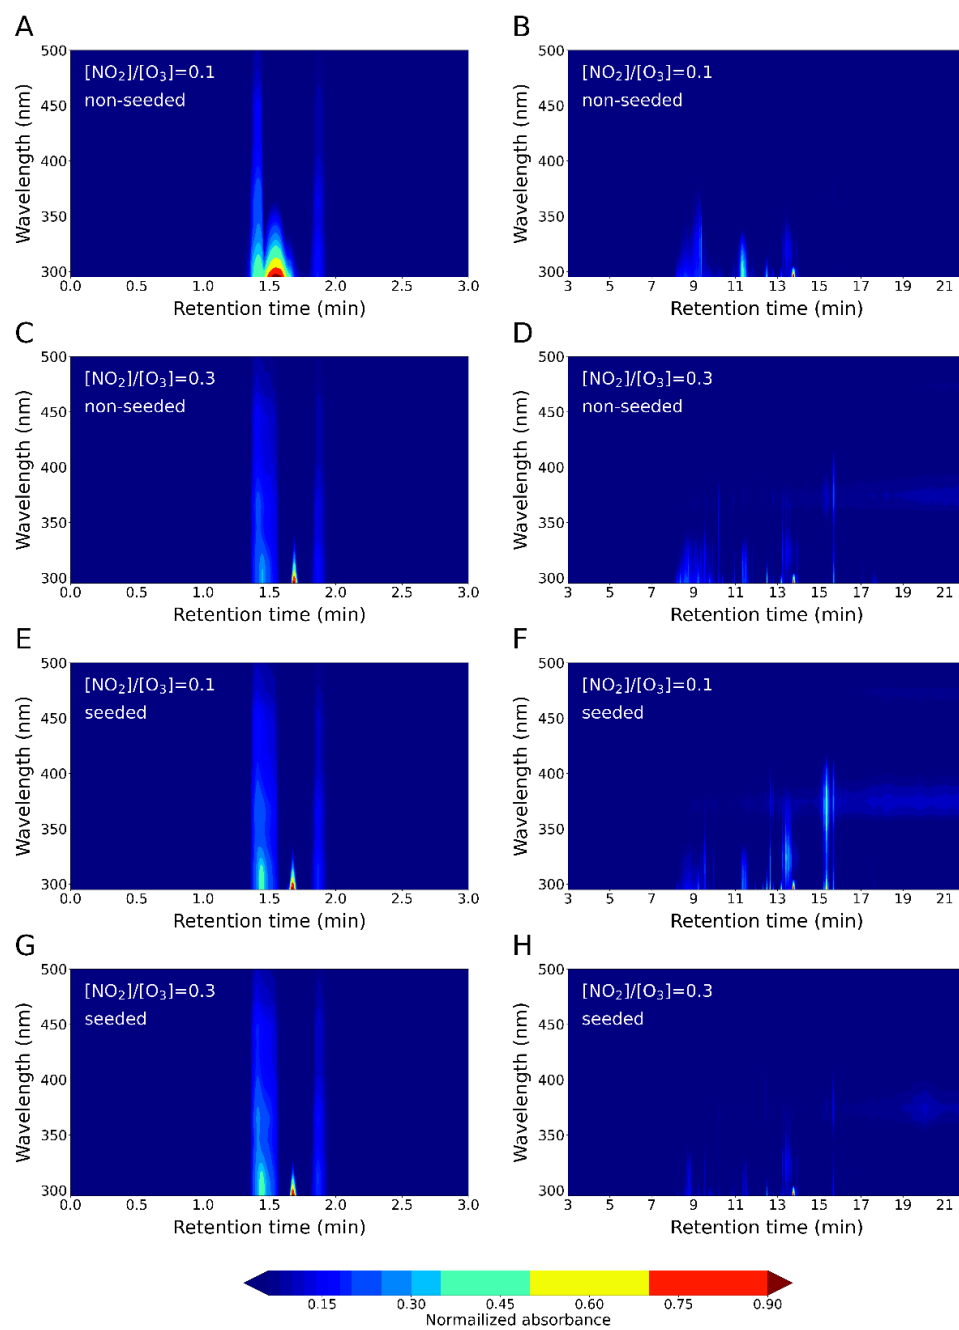 A
[NO₂]/[O₃]=0.1
non-seeded
500
450
400
350
300
Wavelength (nm)
0.0 0.5 1.0 1.5 2.0 2.5 3.0
Retention time (min)
B
[NO₂]/[O₃]=0.1
non-seeded
500
450
400
350
300
Wavelength (nm)
3 5 7 9 11 13 15 17 19 21
Retention time (min)
C
[NO₂]/[O₃]=0.3
non-seeded
500
450
400
350
300
Wavelength (nm)
0.0 0.5 1.0 1.5 2.0 2.5 3.0
Retention time (min)
D
[NO₂]/[O₃]=0.3
non-seeded
500
450
400
350
300
Wavelength (nm)
3 5 7 9 11 13 15 17 19 21
Retention time (min)
E
[NO₂]/[O₃]=0.1
seeded
500
450
400
350
300
Wavelength (nm)
0.0 0.5 1.0 1.5 2.0 2.5 3.0
Retention time (min)
F
[NO₂]/[O₃]=0.1
seeded
500
450
400
350
300
Wavelength (nm)
3 5 7 9 11 13 15 17 19 21
Retention time (min)
G
[NO₂]/[O₃]=0.3
seeded
500
450
400
350
300
Wavelength (nm)
0.0 0.5 1.0 1.5 2.0 2.5 3.0
Retention time (min)
H
[NO₂]/[O₃]=0.3
seeded
500
450
400
350
300
Wavelength (nm)
3 5 7 9 11 13 15 17 19 21
Retention time (min)
0.15 0.30 0.45 0.60 0.75 0.90
Normailized absorbance